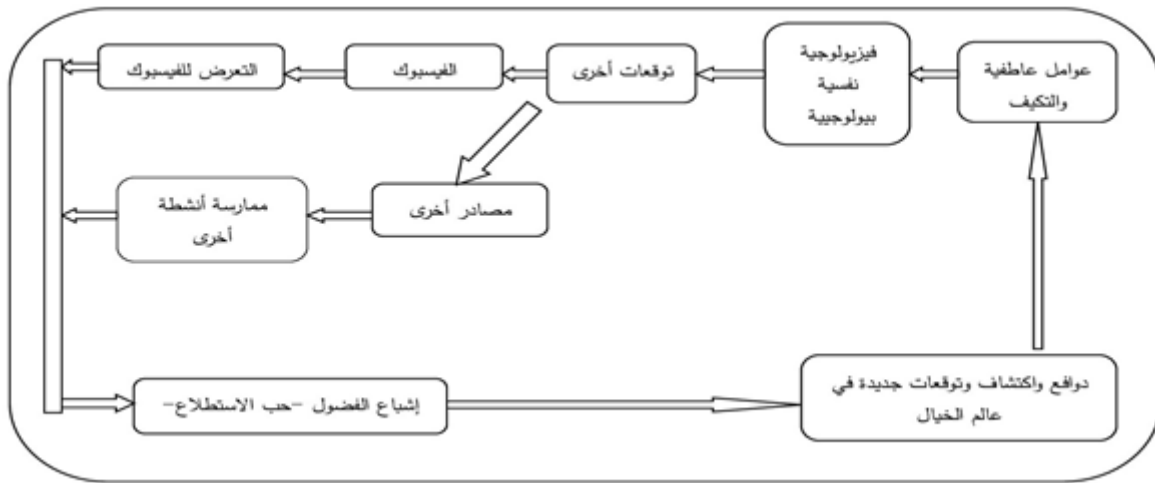 عوامل عاطفية
والتكيف
فيزيولوجية
نفسية
بيولوجيية
توقعات أخرى
الفيسبوك
التعرض للفيسبوك
مصادر أخرى
ممارسة أنشطة
أخرى
إشباع الفضول –حب الاستطلاع–
دوافع واكتشاف وتوقعات جديدة في
عالم الخيال